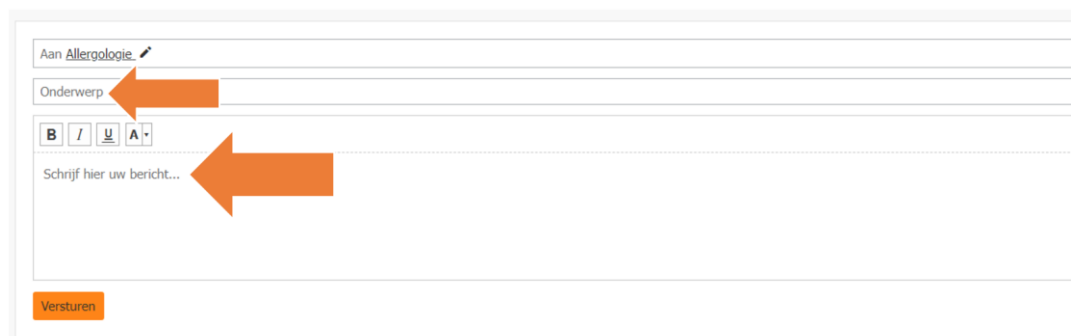 Aan Allergologie
Onderwerp
B I U A
Schrijf hier uw bericht...
Versturen